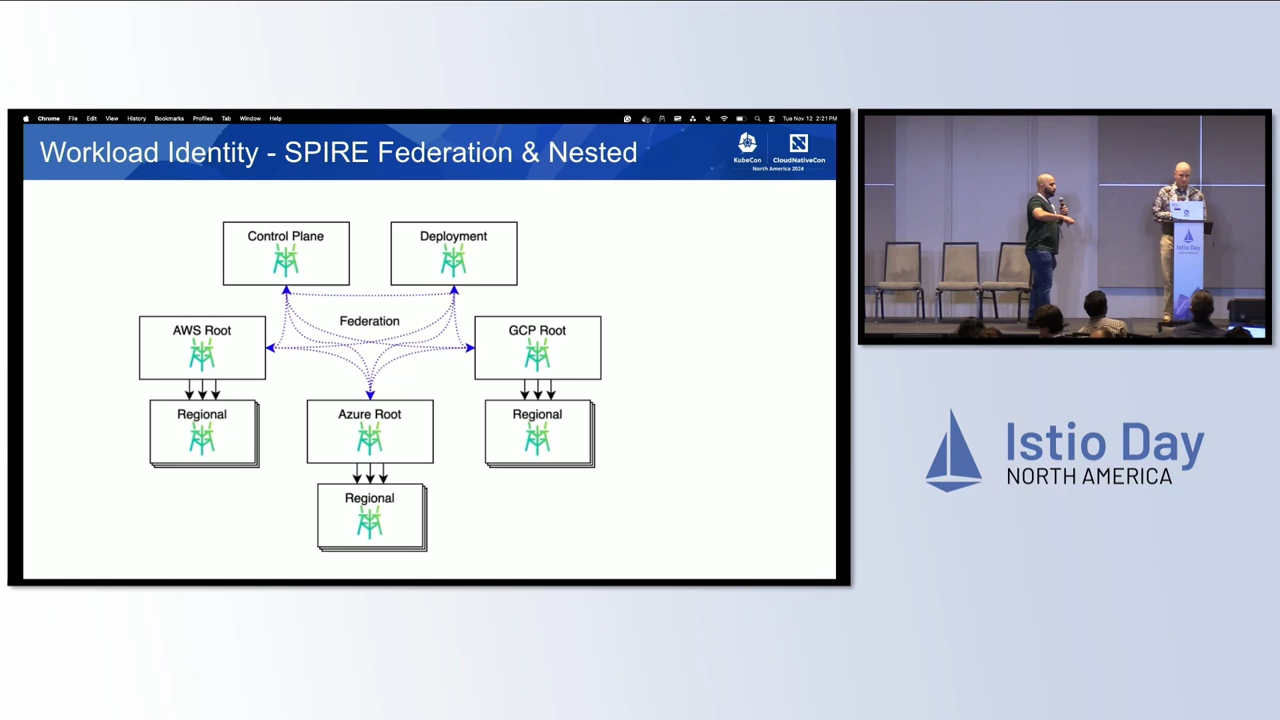 Chrome File Edit View History Bookmarks Profiles Tab Window Help
Tue Nov 12 2:21 PM
Workload Identity - SPIRE Federation & Nested
KubeCon
CloudNativeCon
North America 2024
Control Plane
Deployment
AWS Root
Federation
GCP Root
Regional
Azure Root
Regional
Regional
Istio Day
Istio Day
NORTH AMERICA